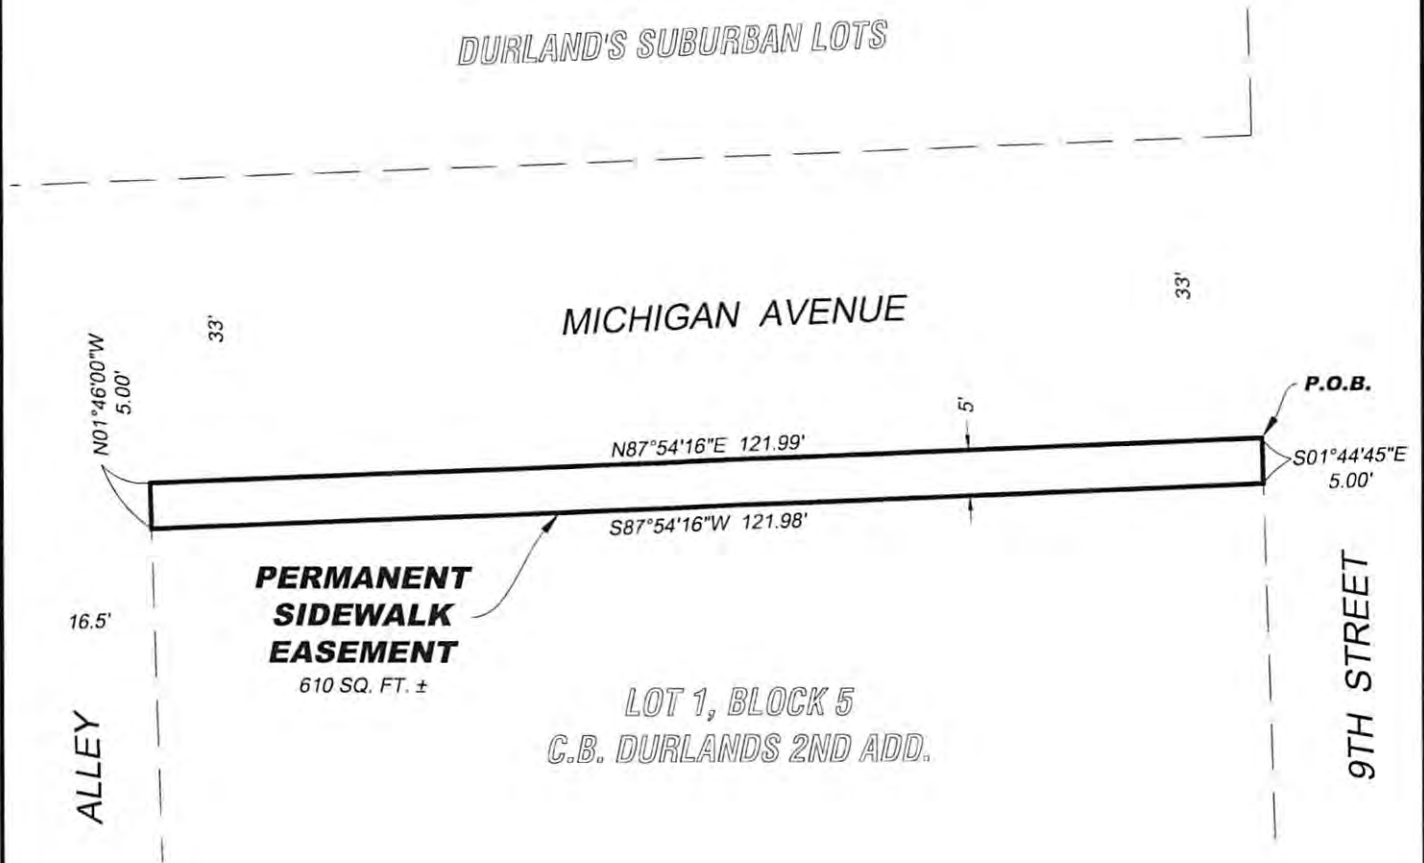 DURLAND'S SUBURBAN LOTS
33'
33'
MICHIGAN AVENUE
N01°46'00"W
5.00'
5'
P.O.B.
N87°54'16"E 121.99'
S01°44'45"E
5.00'
S87°54'16"W 121.98'
PERMANENT
SIDEWALK
EASEMENT
610 SQ. FT. ±
16.5'
LOT 1, BLOCK 5
C.B. DURLANDS 2ND ADD.
ALLEY
9TH STREET